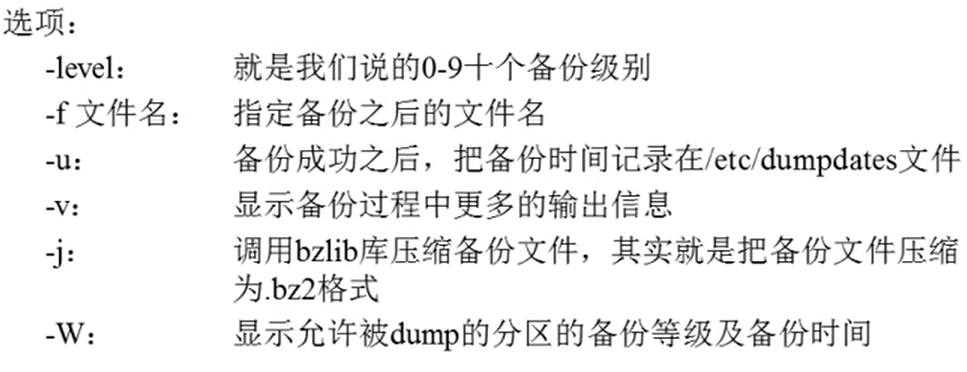 选项：
-level： 就是我们说的0-9十个备份级别
-f 文件名： 指定备份之后的文件名
-u： 备份成功之后，把备份时间记录在/etc/dumpdates文件
-v： 显示备份过程中更多的输出信息
-j： 调用bzlib库压缩备份文件，其实就是把备份文件压缩
为.bz2格式
-W： 显示允许被dump的分区的备份等级及备份时间